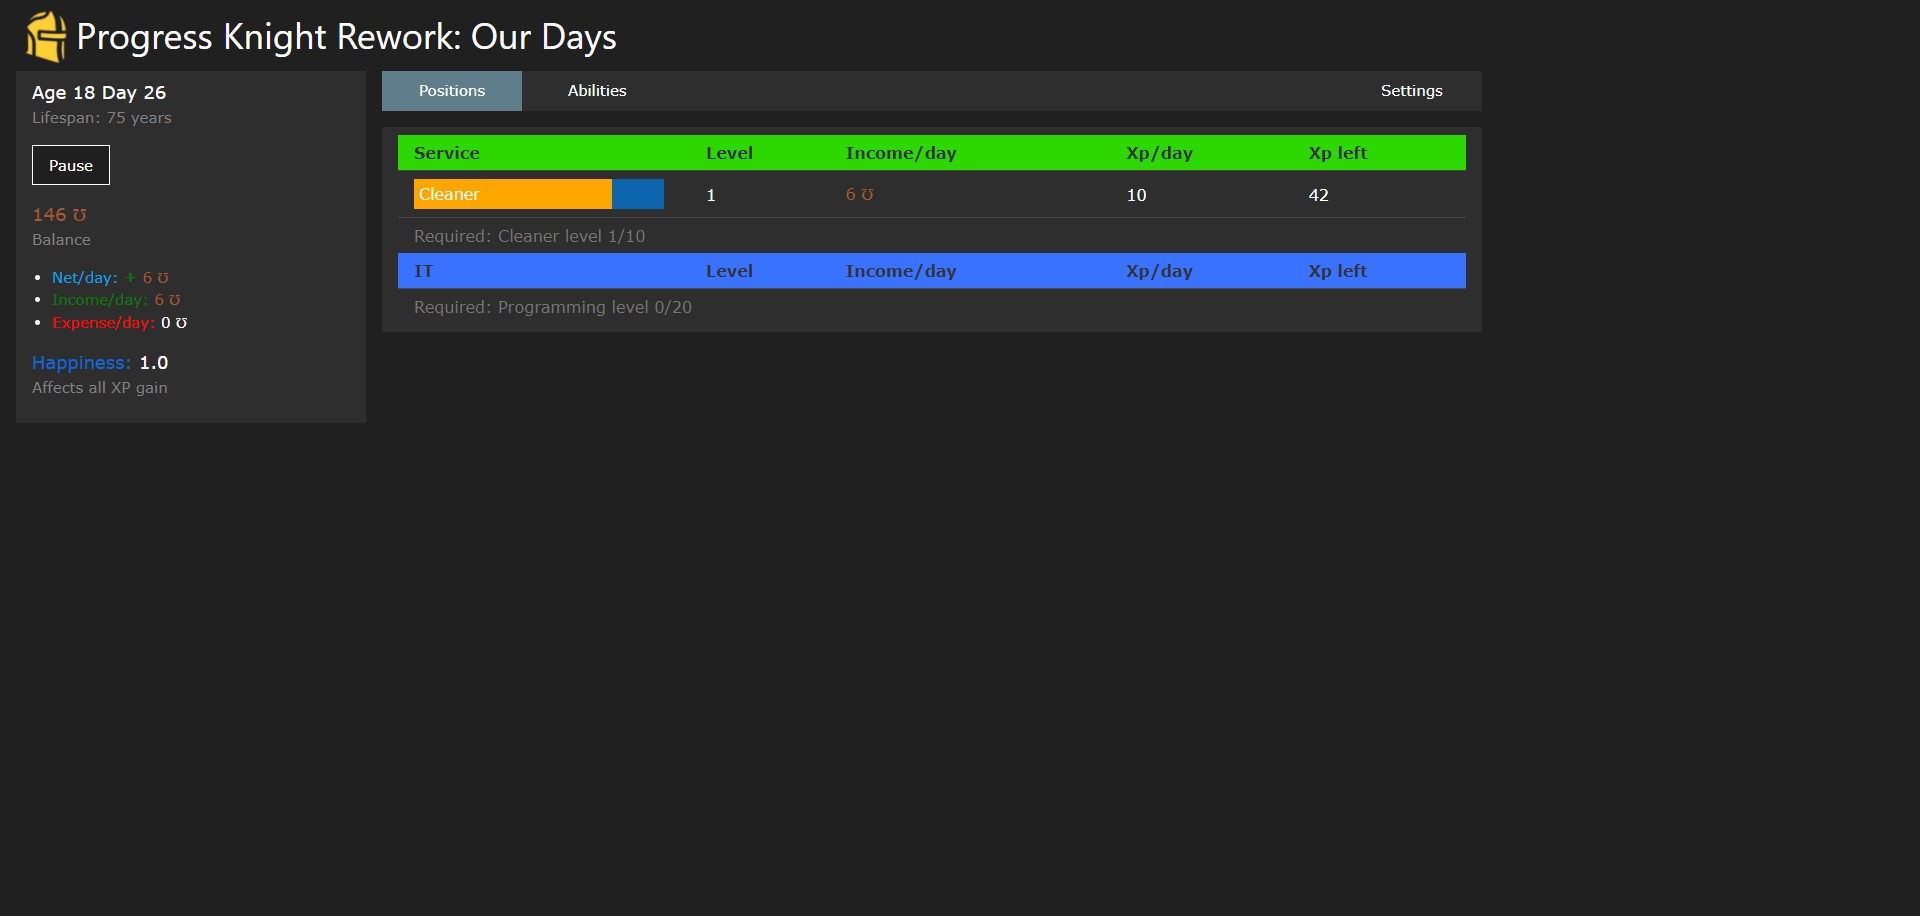 Progress Knight Rework: Our Days
Age 18 Day 26
Lifespan: 75 years
Pause
146 ℧
Balance
Net/day: + 6 ℧
Income/day: 6 ℧
Expense/day: 0 ℧
Happiness: 1.0
Affects all XP gain
Positions Abilities Settings
Service Level Income/day Xp/day Xp left
Cleaner 1 6 ℧ 10 42
Required: Cleaner level 1/10
IT Level Income/day Xp/day Xp left
Required: Programming level 0/20